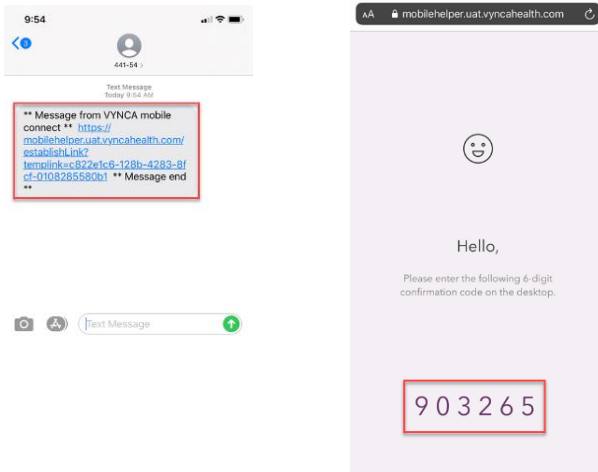 9:54
3
441-54 >
Text Message
Today 9:54 AM
** Message from VYNCA mobile
connect ** https://
mobilehelper.uat.vyncahealth.com/
establishLink?
templink=c822e1c6-128b-4283-8f
cf-0108285580b1 ** Message end
**
Text Message
AA mobilehelper.uat.vyncahealth.com
Hello,
Please enter the following 6-digit
confirmation code on the desktop.
903265